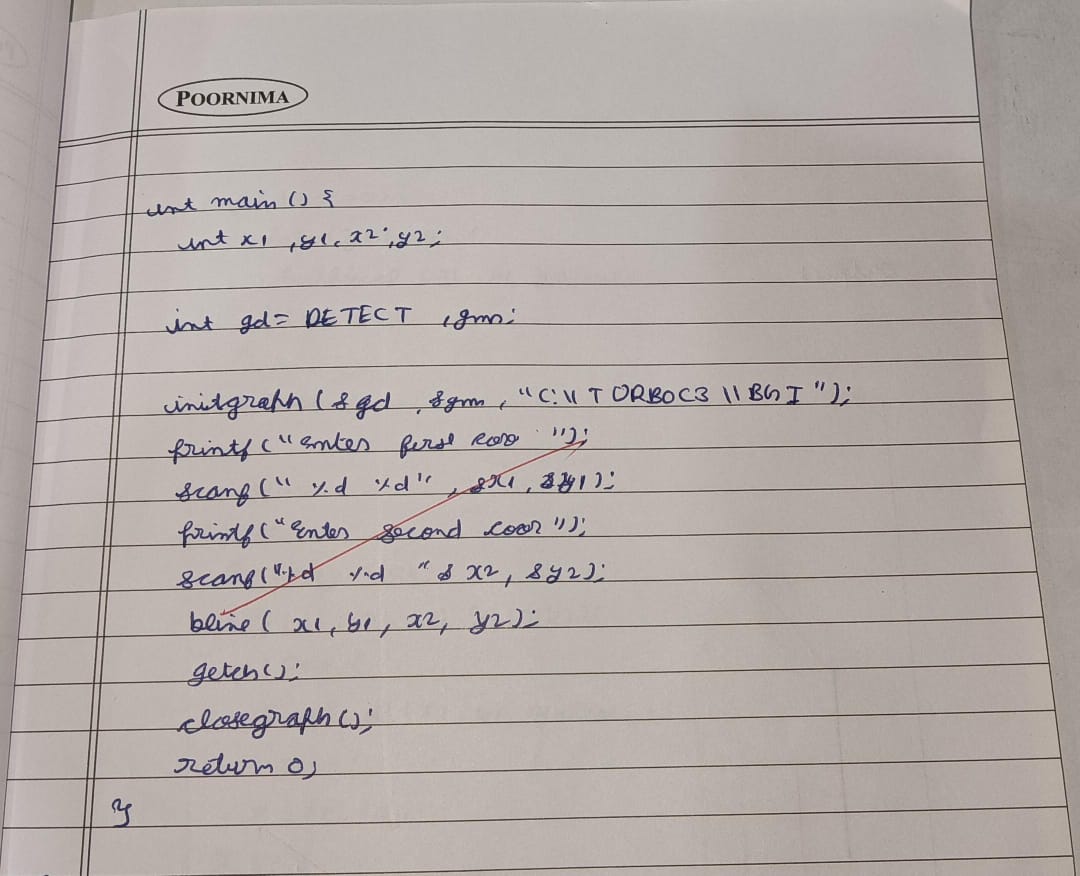 POORNIMA
int main () {
int x1 , y1, x2, y2;
int gd = DETECT , gm;
initgraph ( & gd , & gm , "C:\\ TORBOC3 \\ BGI ");
printf ("Enter first coor ");
scanf (" %d %d", &x1, &y1);
printf ("Enter second coor");
scanf ("%d %d " & x2, & y2);
bline ( x1, y1, x2, y2);
getch();
closegraph ();
return 0;
}